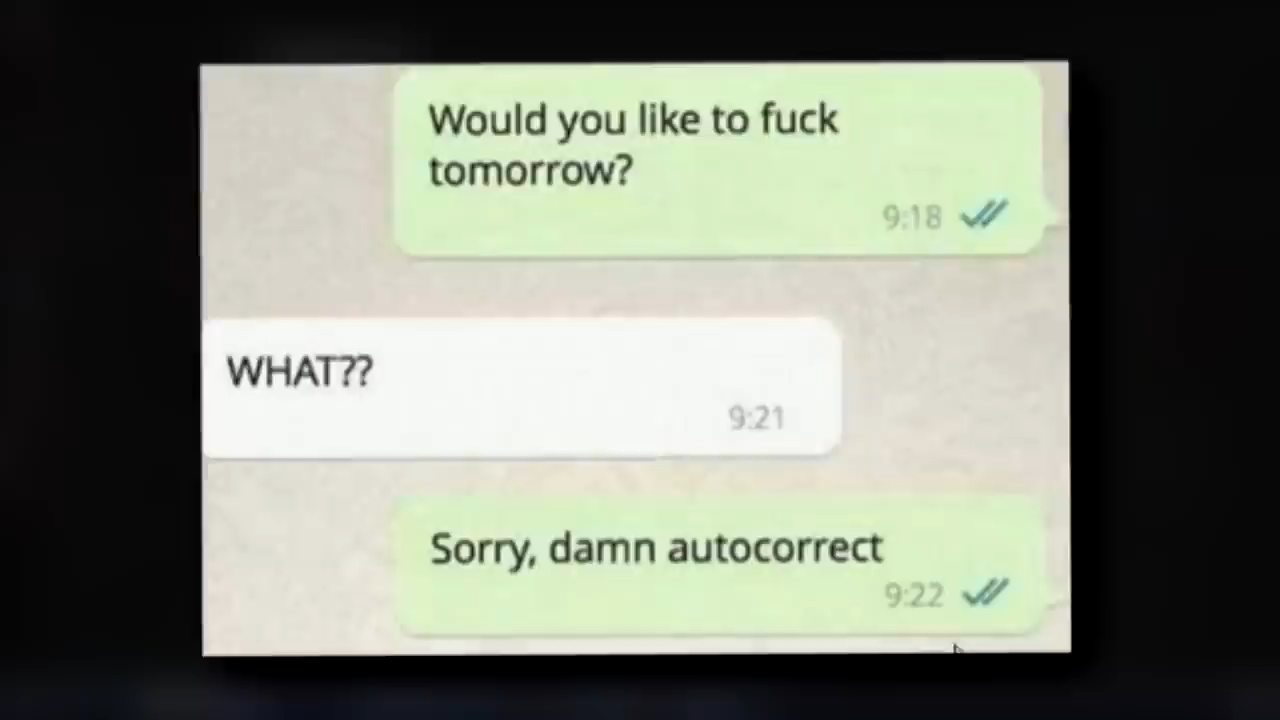 Would you like to fuck
tomorrow?
9:18
WHAT??
9:21
Sorry, damn autocorrect
9:22